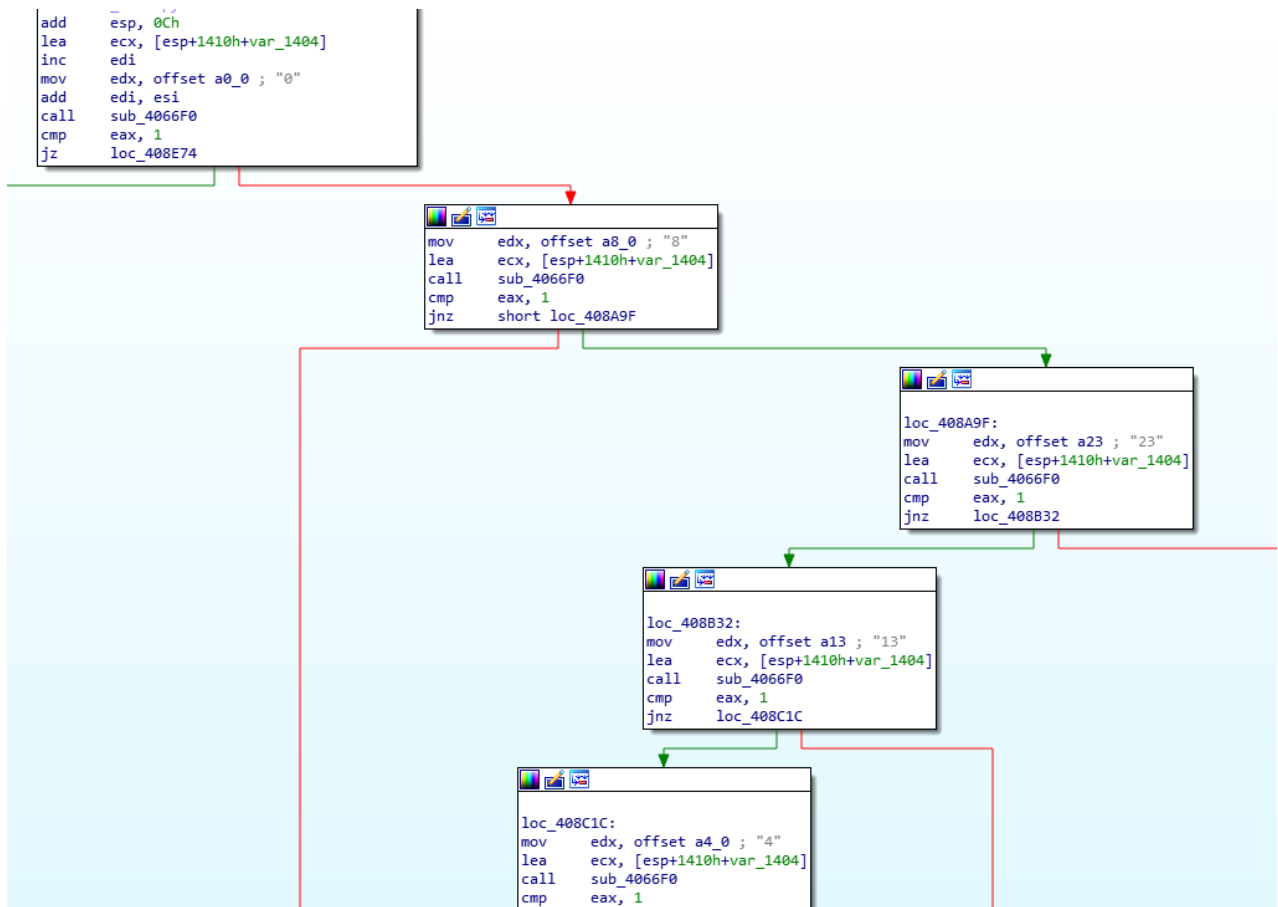 add esp, 0Ch
lea ecx, [esp+1410h+var_1404]
inc edi
mov edx, offset a0_0 ; "0"
add edi, esi
call sub_4066F0
cmp eax, 1
jz loc_408E74
mov edx, offset a8_0 ; "8"
lea ecx, [esp+1410h+var_1404]
call sub_4066F0
cmp eax, 1
jnz short loc_408A9F
loc_408A9F:
mov edx, offset a23 ; "23"
lea ecx, [esp+1410h+var_1404]
call sub_4066F0
cmp eax, 1
jnz loc_408B32
loc_408B32:
mov edx, offset a13 ; "13"
lea ecx, [esp+1410h+var_1404]
call sub_4066F0
cmp eax, 1
jnz loc_408C1C
loc_408C1C:
mov edx, offset a4_0 ; "4"
lea ecx, [esp+1410h+var_1404]
call sub_4066F0
cmp eax, 1